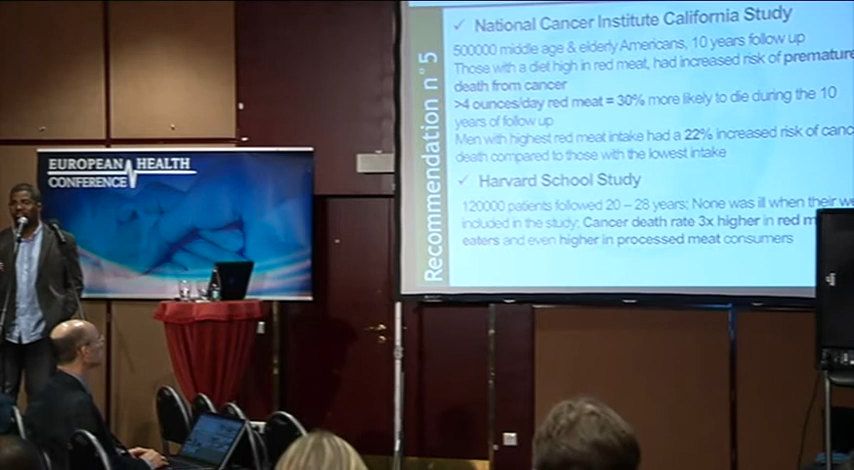 EUROPEAN HEALTH
CONFERENCE
Recommendation n°5
✓ National Cancer Institute California Study
500000 middle age & elderly Americans, 10 years follow up
Those with a diet high in red meat, had increased risk of premature
death from cancer
>4 ounces/day red meat = 30% more likely to die during the 10
years of follow up
Men with highest red meat intake had a 22% increased risk of canc
death compared to those with the lowest intake
✓ Harvard School Study
120000 patients followed 20 – 28 years; None was ill when their we
included in the study; Cancer death rate 3x higher in red m
eaters and even higher in processed meat consumers